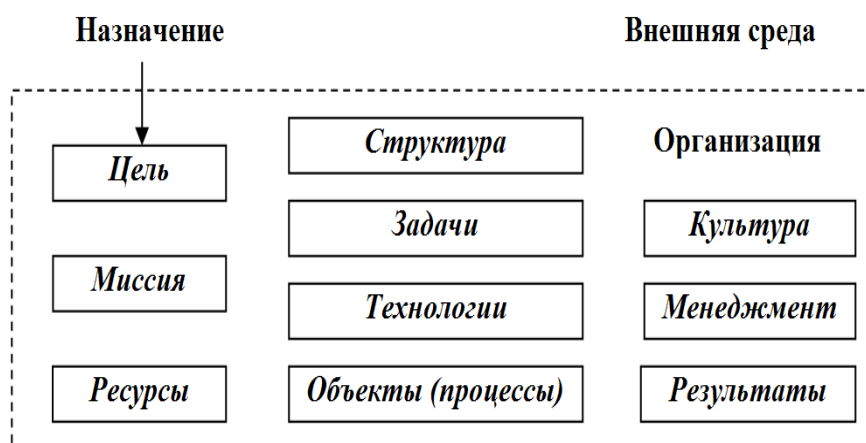 Назначение
Внешняя среда
Цель
Миссия
Ресурсы
Структура
Задачи
Технологии
Объекты (процессы)
Организация
Культура
Менеджмент
Результаты